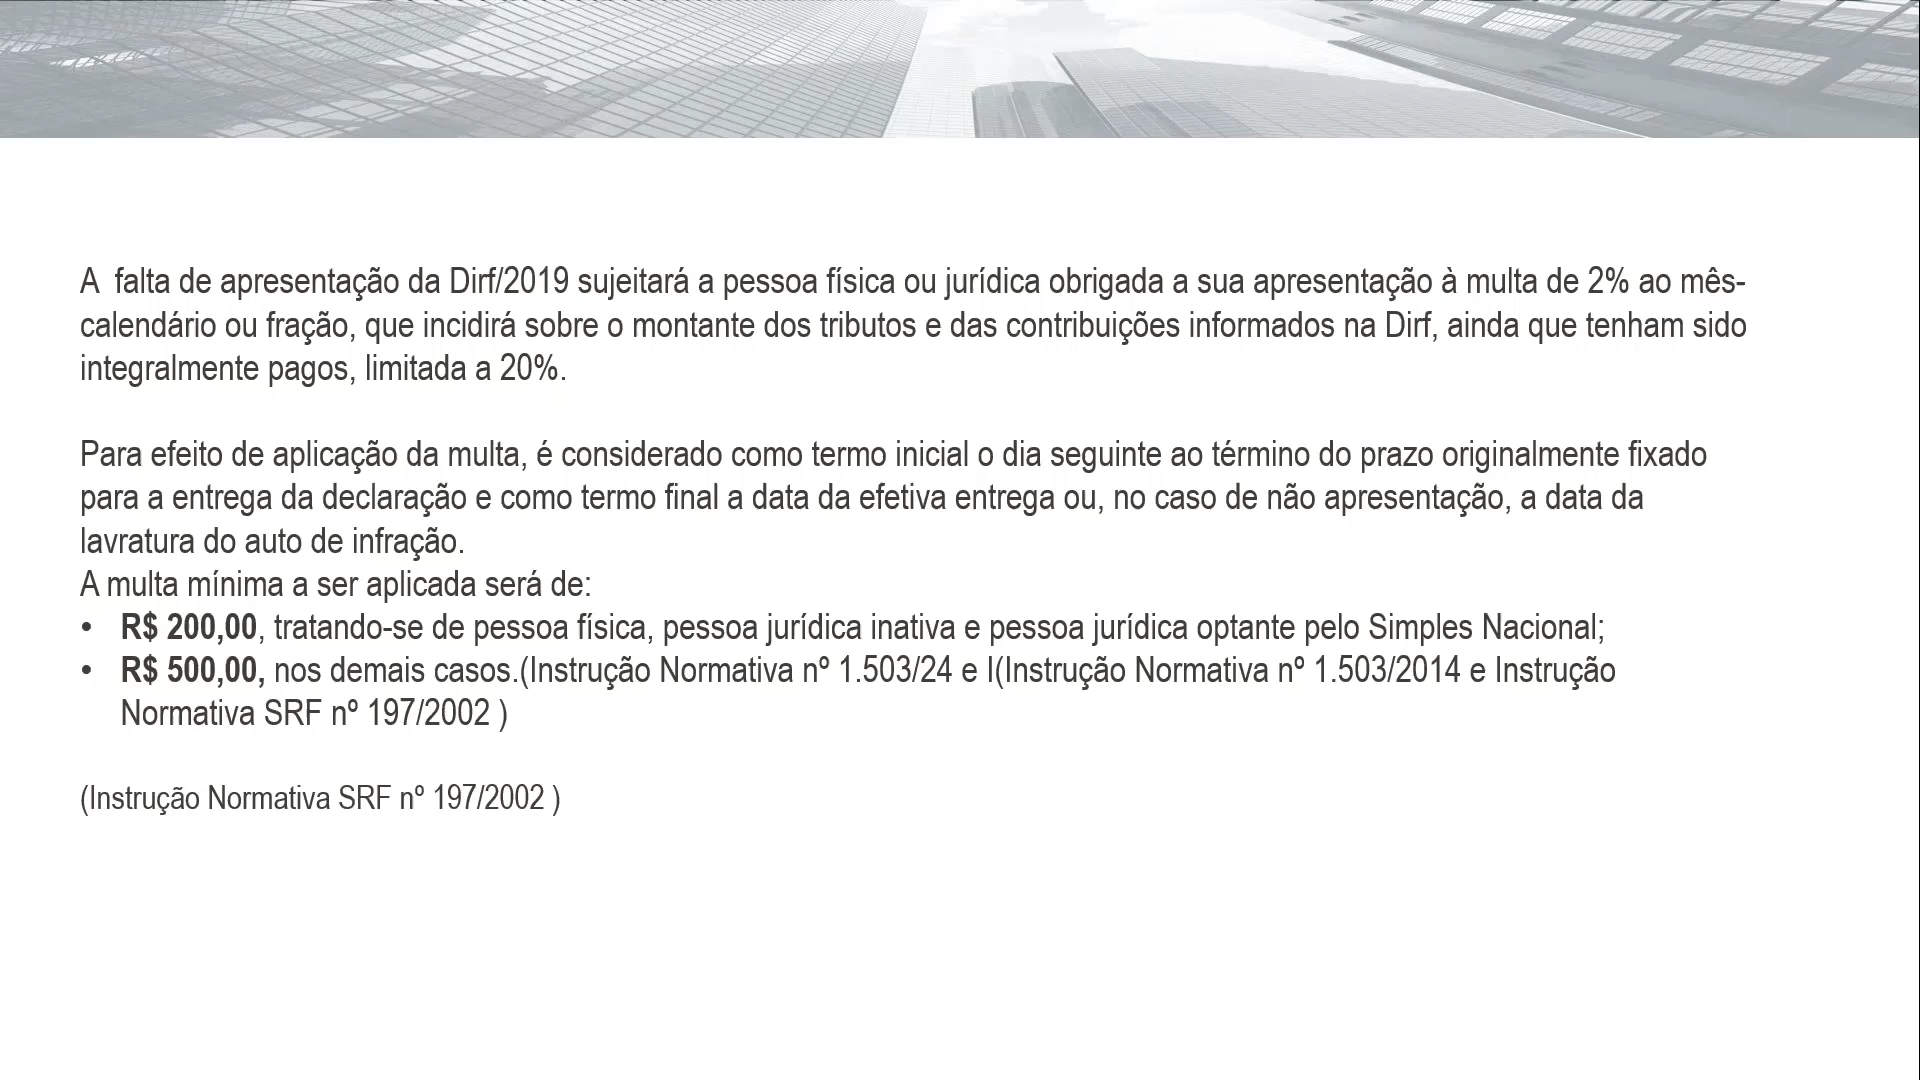 A  falta de apresentação da Dirf/2019 sujeitará a pessoa física ou jurídica obrigada a sua apresentação à multa de 2% ao mês-
calendário ou fração, que incidirá sobre o montante dos tributos e das contribuições informados na Dirf, ainda que tenham sido
integralmente pagos, limitada a 20%.
Para efeito de aplicação da multa, é considerado como termo inicial o dia seguinte ao término do prazo originalmente fixado
para a entrega da declaração e como termo final a data da efetiva entrega ou, no caso de não apresentação, a data da
lavratura do auto de infração.
A multa mínima a ser aplicada será de:
• R$ 200,00, tratando-se de pessoa física, pessoa jurídica inativa e pessoa jurídica optante pelo Simples Nacional;
• R$ 500,00, nos demais casos.(Instrução Normativa nº 1.503/24 e I(Instrução Normativa nº 1.503/2014 e Instrução
Normativa SRF nº 197/2002 )
(Instrução Normativa SRF nº 197/2002 )